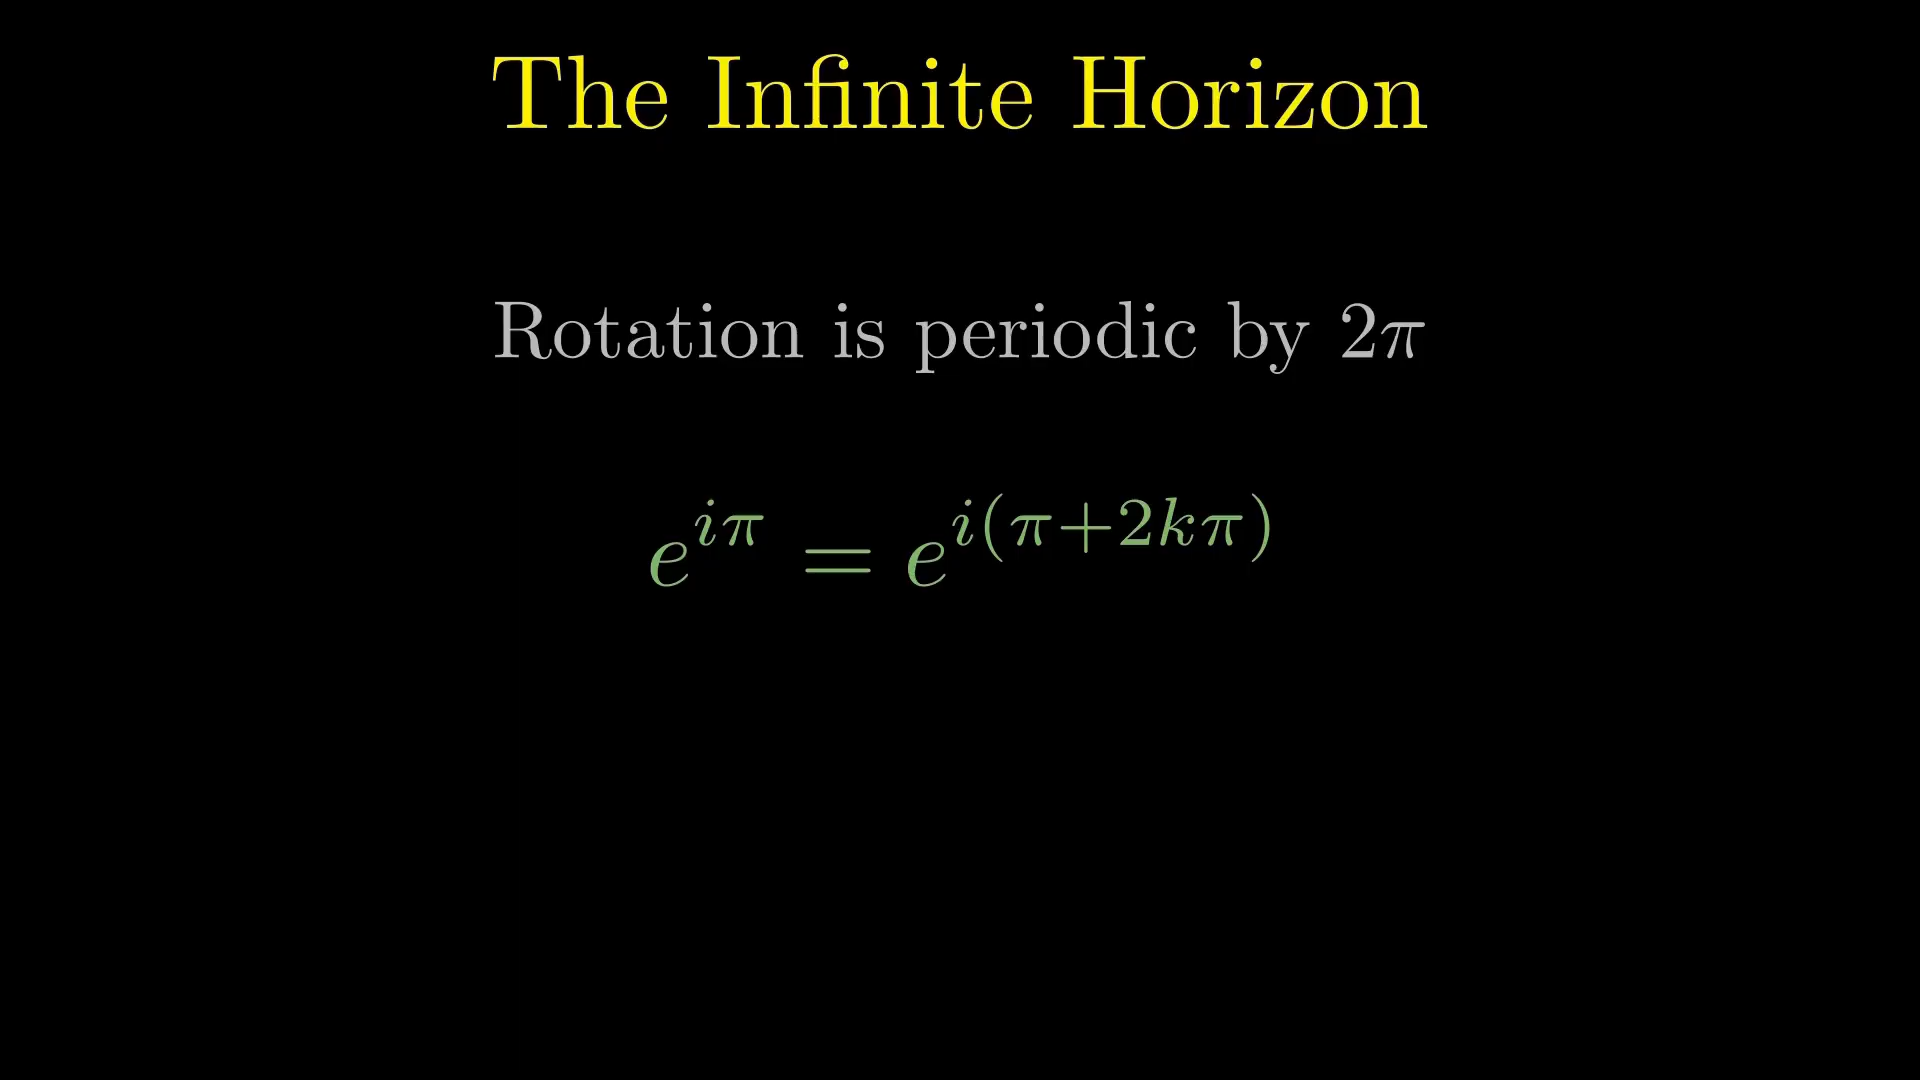 The Infinite Horizon
Rotation is periodic by 2π
e^{iπ} = e^{i(π+2kπ)}